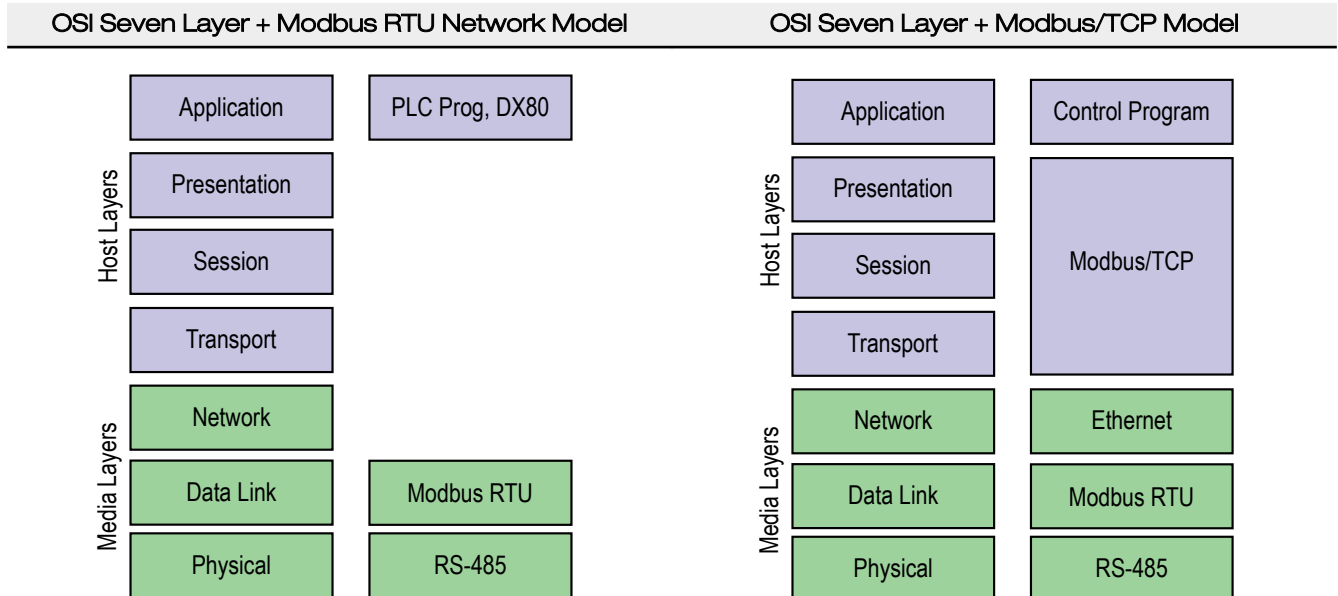 OSI Seven Layer + Modbus RTU Network Model
Host Layers
Media Layers
Application
PLC Prog, DX80
Presentation
Session
Transport
Network
Data Link
Modbus RTU
Physical
RS-485
OSI Seven Layer + Modbus/TCP Model
Host Layers
Media Layers
Application
Control Program
Presentation
Session
Modbus/TCP
Transport
Network
Ethernet
Data Link
Modbus RTU
Physical
RS-485